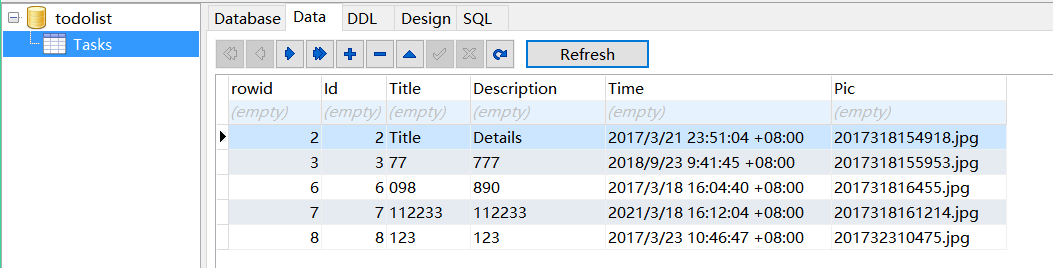 todolist
Tasks
Database Data DDL Design SQL
Refresh
rowid Id Title Description Time Pic
(empty) (empty) (empty) (empty) (empty) (empty)
2 2 Title Details 2017/3/21 23:51:04 +08:00 2017318154918.jpg
3 3 77 777 2018/9/23 9:41:45 +08:00 2017318155953.jpg
6 6 098 890 2017/3/18 16:04:40 +08:00 201731816455.jpg
7 7 112233 112233 2021/3/18 16:12:04 +08:00 2017318161214.jpg
8 8 123 123 2017/3/23 10:46:47 +08:00 201732310475.jpg